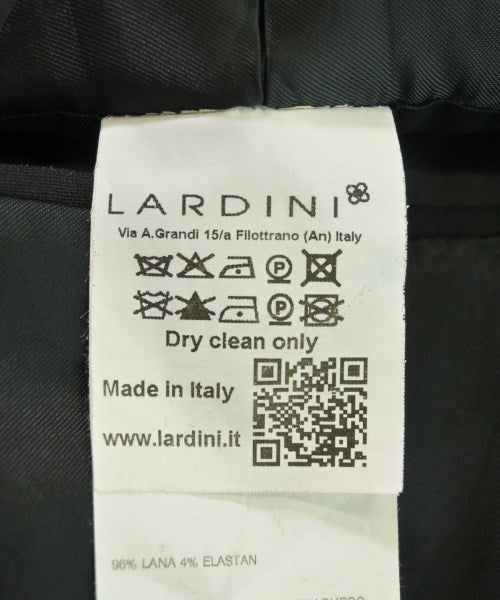 LARDINI
Via A.Grandi 15/a Filottrano (An) Italy
P
P
Dry clean only
Made in Italy
www.lardini.it
96% LANA 4% ELASTAN